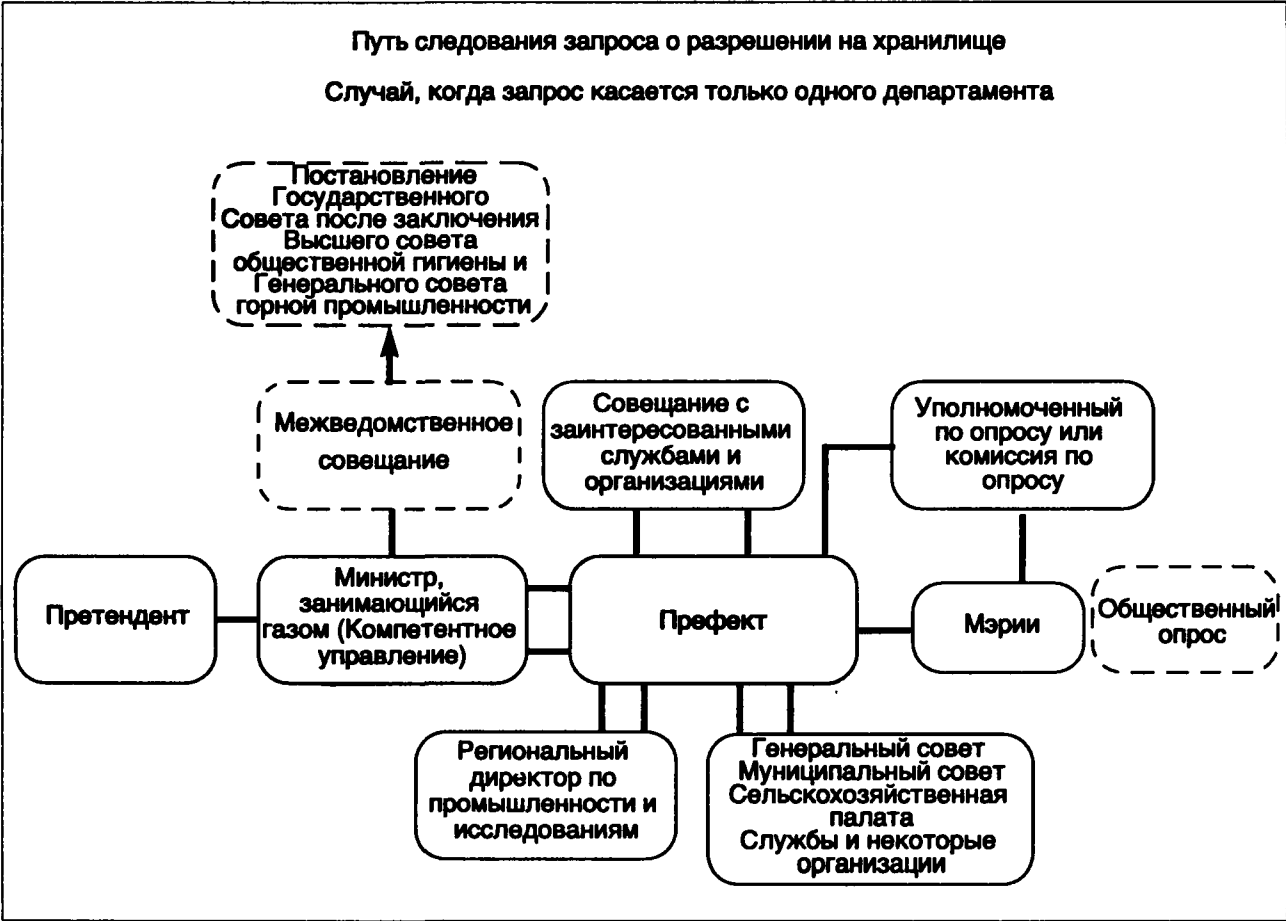 Путь следования запроса о разрешении на хранилище
Случай, когда запрос касается только одного департамента
Постановление
Государственного
Совета после заключения
Высшего совета
общественной гигиены и
Генерального совета
горной промышленности
Межведомственное
совещание
Совещание с
заинтересованными
службами и
организациями
Уполномоченный
по опросу или
комиссия по
опросу
Претендент
Министр,
занимающийся
газом (Компетентное
управление)
Префект
Мэрии
Общественный
опрос
Региональный
директор по
промышленности и
исследованиям
Генеральный совет
Муниципальный совет
Сельскохозяйственная
палата
Службы и некоторые
организации